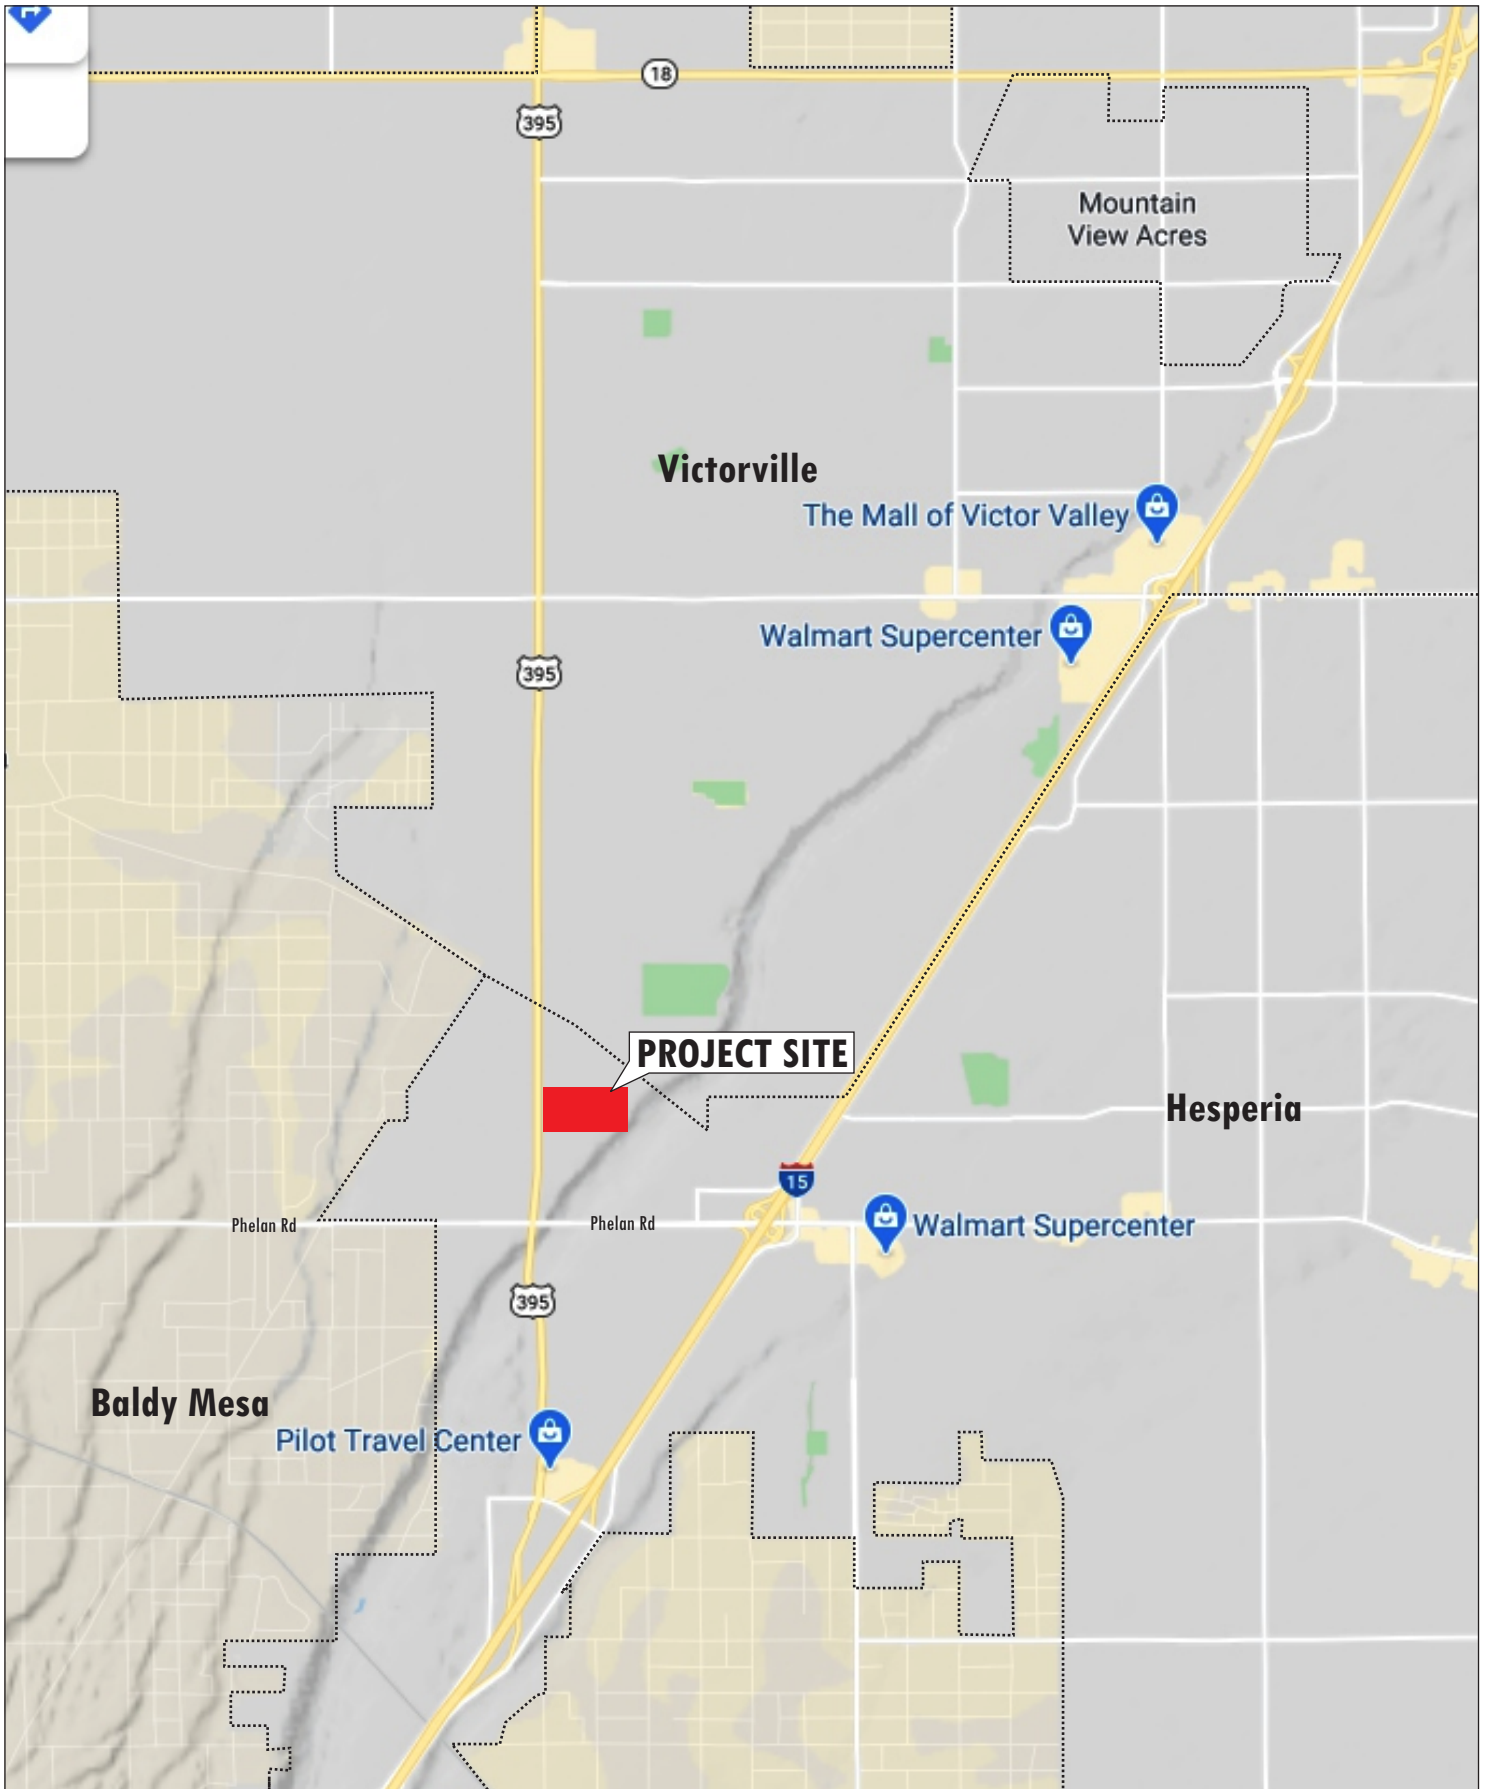 18
395
Mountain
View Acres
Victorville
The Mall of Victor Valley
Walmart Supercenter
395
PROJECT SITE
Hesperia
15
Phelan Rd
Phelan Rd
Walmart Supercenter
395
Baldy Mesa
Pilot Travel Center